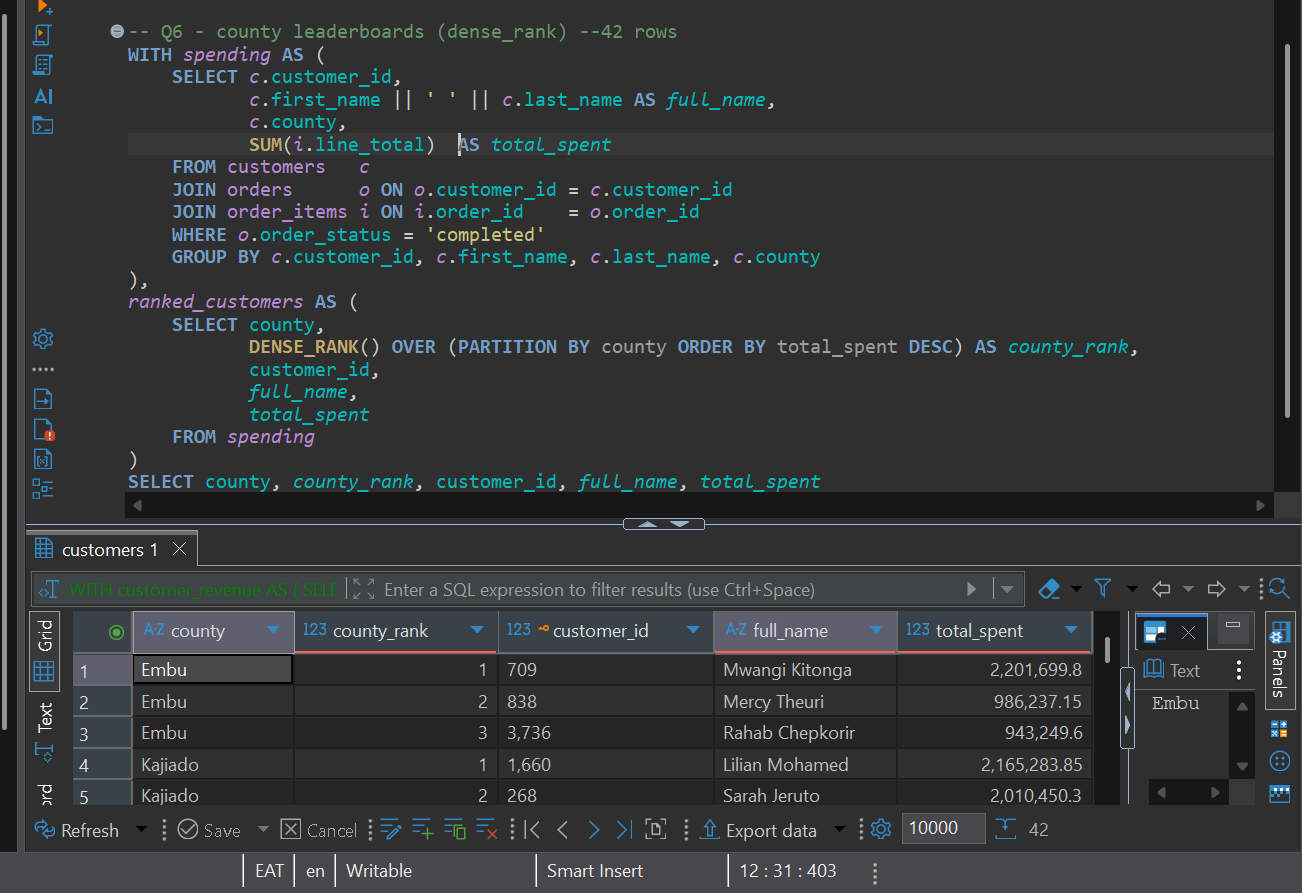 -- Q6 - county leaderboards (dense_rank) --42 rows
WITH spending AS (
SELECT c.customer_id,
c.first_name || ' ' || c.last_name AS full_name,
c.county,
SUM(i.line_total) AS total_spent
FROM customers c
JOIN orders o ON o.customer_id = c.customer_id
JOIN order_items i ON i.order_id = o.order_id
WHERE o.order_status = 'completed'
GROUP BY c.customer_id, c.first_name, c.last_name, c.county
),
ranked_customers AS (
SELECT county,
DENSE_RANK() OVER (PARTITION BY county ORDER BY total_spent DESC) AS county_rank,
customer_id,
full_name,
total_spent
FROM spending
)
SELECT county, county_rank, customer_id, full_name, total_spent
AI
customers 1
WITH customer_revenue AS ( SELE Enter a SQL expression to filter results (use Ctrl+Space)
Grid
Text
ord
A-Z county 123 county_rank 123 customer_id A-Z full_name 123 total_spent
1 Embu 1 709 Mwangi Kitonga 2,201,699.8
2 Embu 2 838 Mercy Theuri 986,237.15
3 Embu 3 3,736 Rahab Chepkorir 943,249.6
4 Kajiado 1 1,660 Lilian Mohamed 2,165,283.85
5 Kajiado 2 268 Sarah Jeruto 2,010,450.3
Text
Embu
Panels
Refresh Save Cancel Export data 10000 42
EAT en Writable Smart Insert 12 : 31 : 403